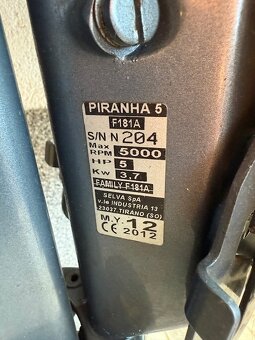 PIRANHA 5
F181A
S/N N 204
Max RPM 5000
HP 5
Kw 3,7
FAMILY F181A
SELVA SpA
v.le INDUSTRIA 13
23037 TIRANO (SO)
M.Y. 12
CE 2012